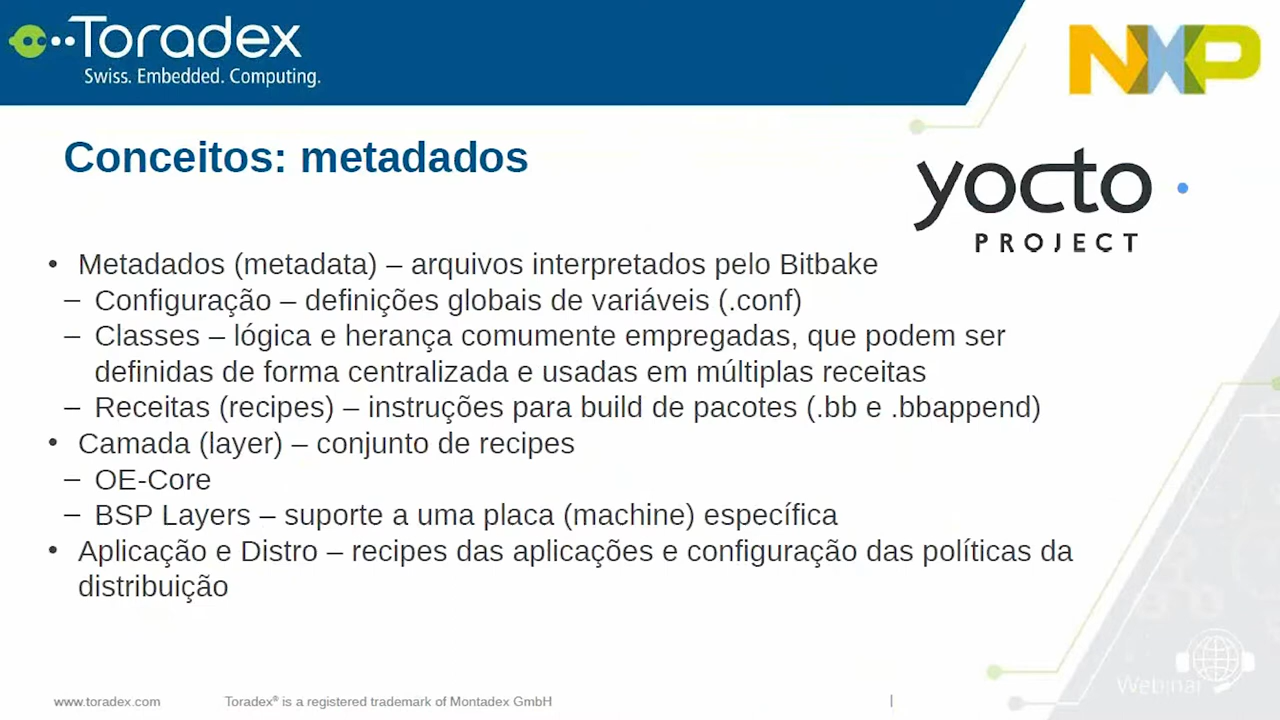 Toradex
Swiss. Embedded. Computing.
NXP
Conceitos: metadados
yocto
PROJECT
• Metadados (metadata) – arquivos interpretados pelo Bitbake
– Configuração – definições globais de variáveis (.conf)
– Classes – lógica e herança comumente empregadas, que podem ser
definidas de forma centralizada e usadas em múltiplas receitas
– Receitas (recipes) – instruções para build de pacotes (.bb e .bbappend)
• Camada (layer) – conjunto de recipes
– OE-Core
– BSP Layers – suporte a uma placa (machine) específica
• Aplicação e Distro – recipes das aplicações e configuração das políticas da
distribuição
Webinar
www.toradex.com Toradex® is a registered trademark of Montadex GmbH |